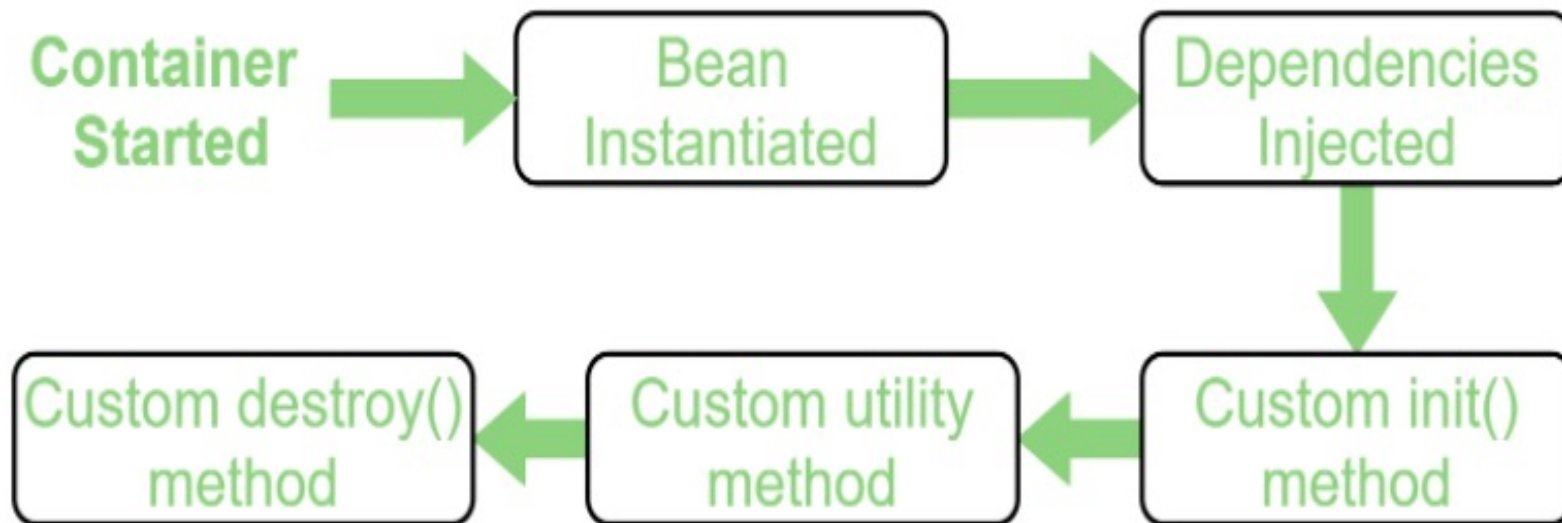 Container
Started
Bean
Instantiated
Dependencies
Injected
Custom init()
method
Custom utility
method
Custom destroy()
method